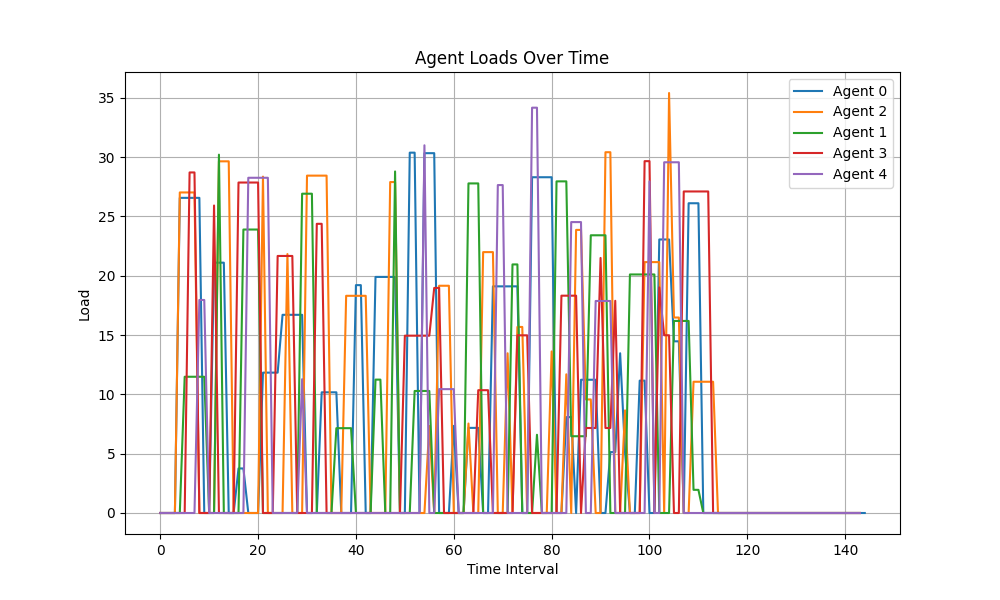 Agent Loads Over Time
Load
35
30
25
20
15
10
5
0
0 20 40 60 80 100 120 140
Time Interval
Agent 0
Agent 2
Agent 1
Agent 3
Agent 4